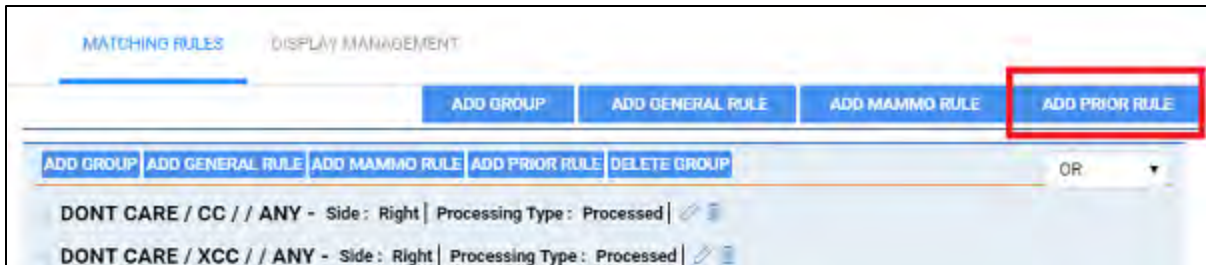 MATCHING RULES DISPLAY MANAGEMENT
ADD GROUP ADD GENERAL RULE ADD MAMMO RULE ADD PRIOR RULE
ADD GROUP ADD GENERAL RULE ADD MAMMO RULE ADD PRIOR RULE DELETE GROUP OR
DONT CARE / CC / / ANY - Side : Right | Processing Type : Processed |
DONT CARE / XCC / / ANY - Side : Right | Processing Type : Processed |